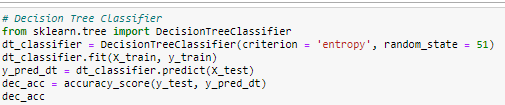 # Decision Tree Classifier
from sklearn.tree import DecisionTreeClassifier
dt_classifier = DecisionTreeClassifier(criterion = 'entropy', random_state = 51)
dt_classifier.fit(X_train, y_train)
y_pred_dt = dt_classifier.predict(X_test)
dec_acc = accuracy_score(y_test, y_pred_dt)
dec_acc